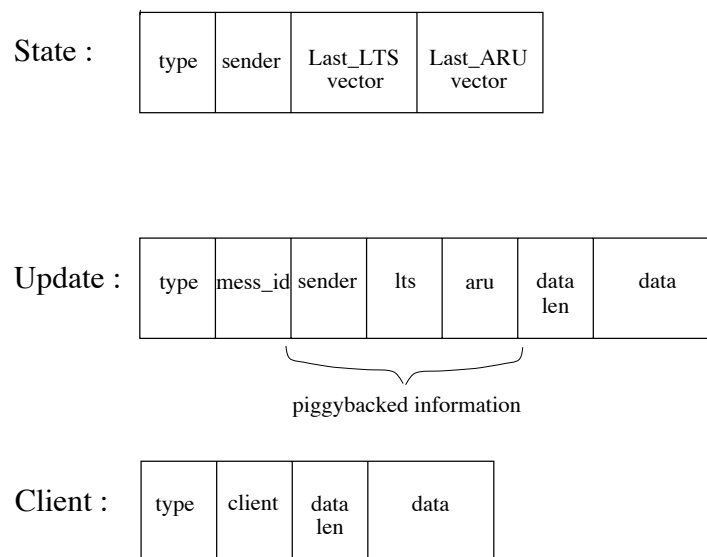 State :
type sender Last_LTS Last_ARU
vector vector
Update :
type mess_id sender lts aru data data
len
piggybacked information
Client :
type client data data
len